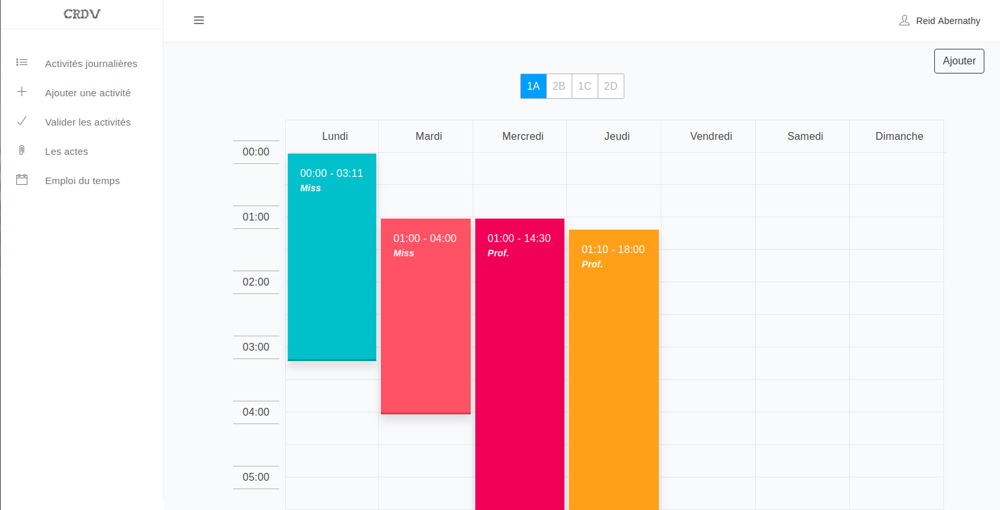 CRDV
Reid Abernathy
Activités journalières
Ajouter une activité
Valider les activités
Les actes
Emploi du temps
Ajouter
1A 2B 1C 2D
Lundi Mardi Mercredi Jeudi Vendredi Samedi Dimanche
00:00
01:00
02:00
03:00
04:00
05:00
00:00 - 03:11
Miss
01:00 - 04:00
Miss
01:00 - 14:30
Prof.
01:10 - 18:00
Prof.